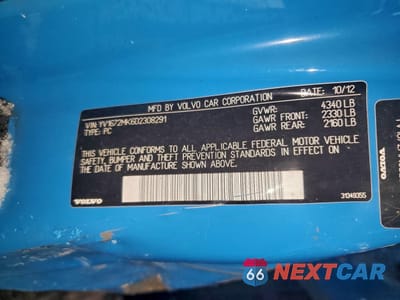 MFD BY VOLVO CAR CORPORATION
DATE: 10/12
VIN: YV1672MK6D2308291
TYPE: PC
GVWR: 4340 LB
GAWR FRONT: 2330 LB
GAWR REAR: 2160 LB
THIS VEHICLE CONFORMS TO ALL APPLICABLE FEDERAL MOTOR VEHICLE
SAFETY, BUMPER AND THEFT PREVENTION STANDARDS IN EFFECT ON
THE DATE OF MANUFACTURE SHOWN ABOVE.
VOLVO
31349355
VOLVO
66 NEXTCAR